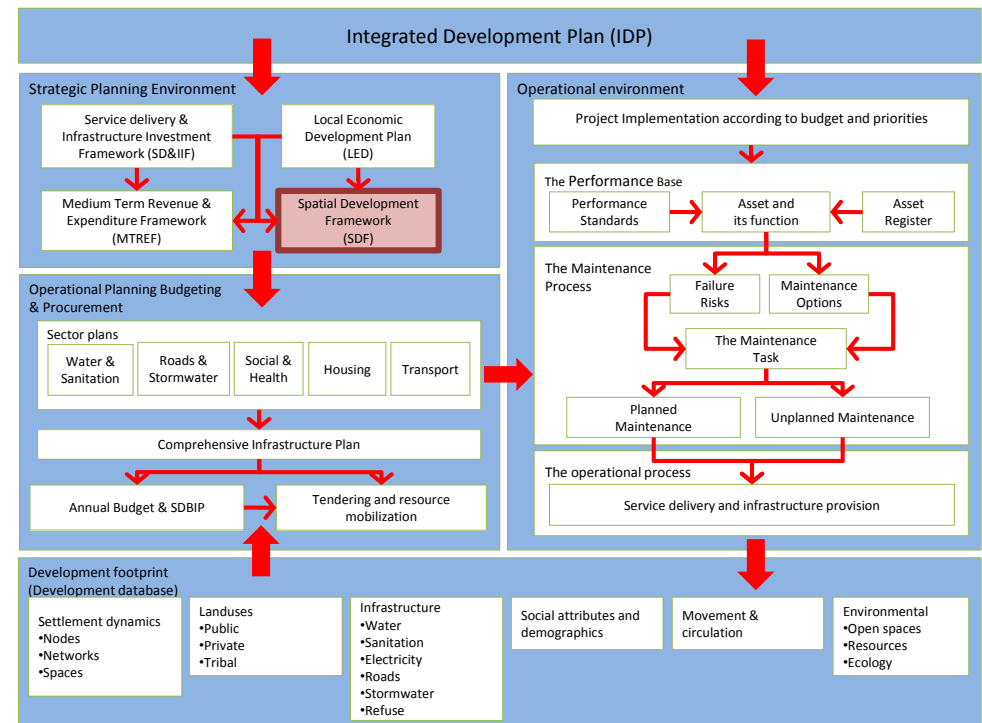 Integrated Development Plan (IDP)
Strategic Planning Environment
Service delivery &
Infrastructure Investment
Framework (SD&IIF)
Local Economic
Development Plan
(LED)
Medium Term Revenue &
Expenditure Framework
(MTREF)
Spatial Development
Framework
(SDF)
Operational Planning Budgeting
& Procurement
Sector plans
Water &
Sanitation
Roads &
Stormwater
Social &
Health
Housing
Transport
Comprehensive Infrastructure Plan
Annual Budget & SDBIP
Tendering and resource
mobilization
Operational environment
Project Implementation according to budget and priorities
The Performance Base
Performance
Standards
Asset and
its function
Asset
Register
The Maintenance
Process
Failure
Risks
Maintenance
Options
The Maintenance
Task
Planned
Maintenance
Unplanned Maintenance
The operational process
Service delivery and infrastructure provision
Development footprint
(Development database)
Settlement dynamics
•Nodes
•Networks
•Spaces
Landuses
•Public
•Private
•Tribal
Infrastructure
•Water
•Sanitation
•Electricity
•Roads
•Stormwater
•Refuse
Social attributes and
demographics
Movement &
circulation
Environmental
•Open spaces
•Resources
•Ecology